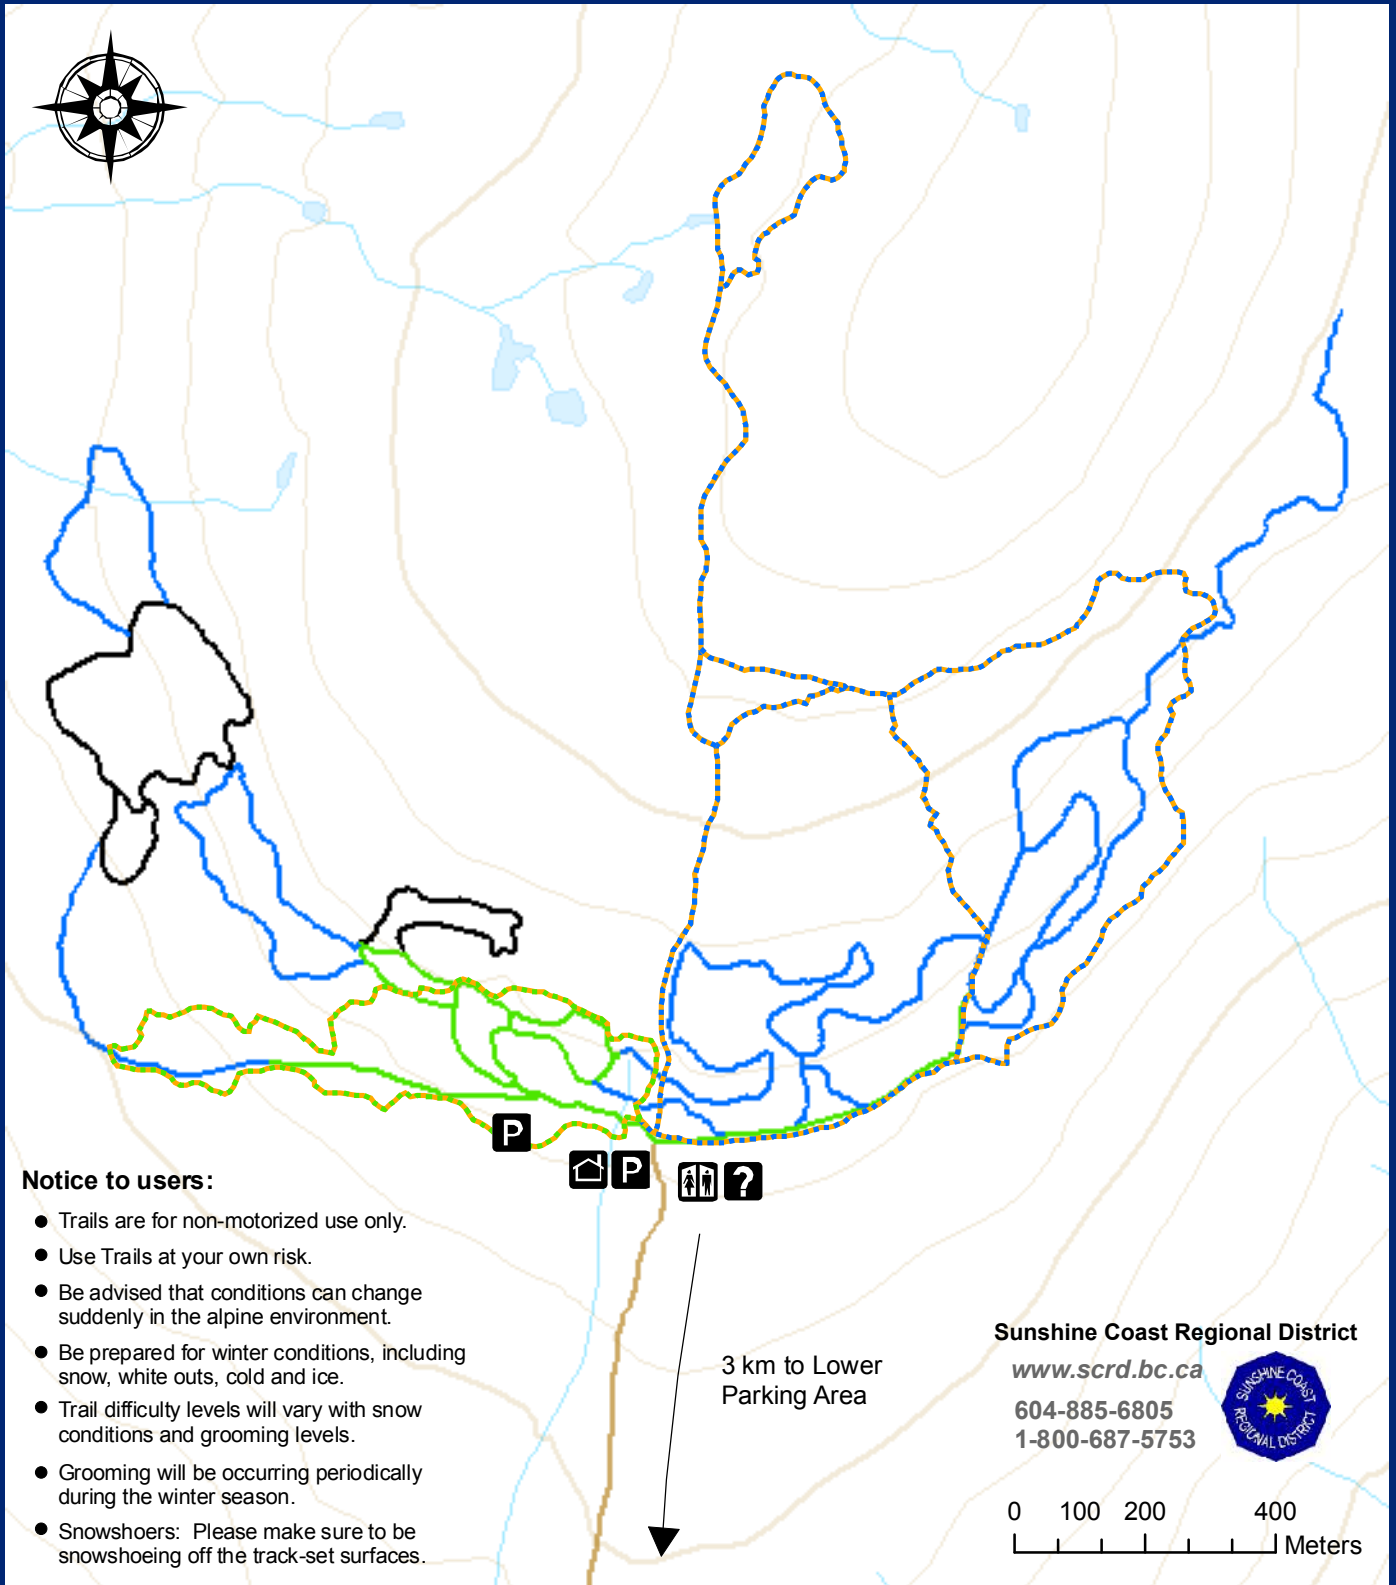 P
P
?
Notice to users:
● Trails are for non-motorized use only.
● Use Trails at your own risk.
● Be advised that conditions can change
suddenly in the alpine environment.
● Be prepared for winter conditions, including
snow, white outs, cold and ice.
● Trail difficulty levels will vary with snow
conditions and grooming levels.
● Grooming will be occurring periodically
during the winter season.
● Snowshoers: Please make sure to be
snowshoeing off the track-set surfaces.
3 km to Lower
Parking Area
Sunshine Coast Regional District
www.scrd.bc.ca
604-885-6805
1-800-687-5753
SUNSHINE COAST
REGIONAL DISTRICT
0 100 200 400
Meters